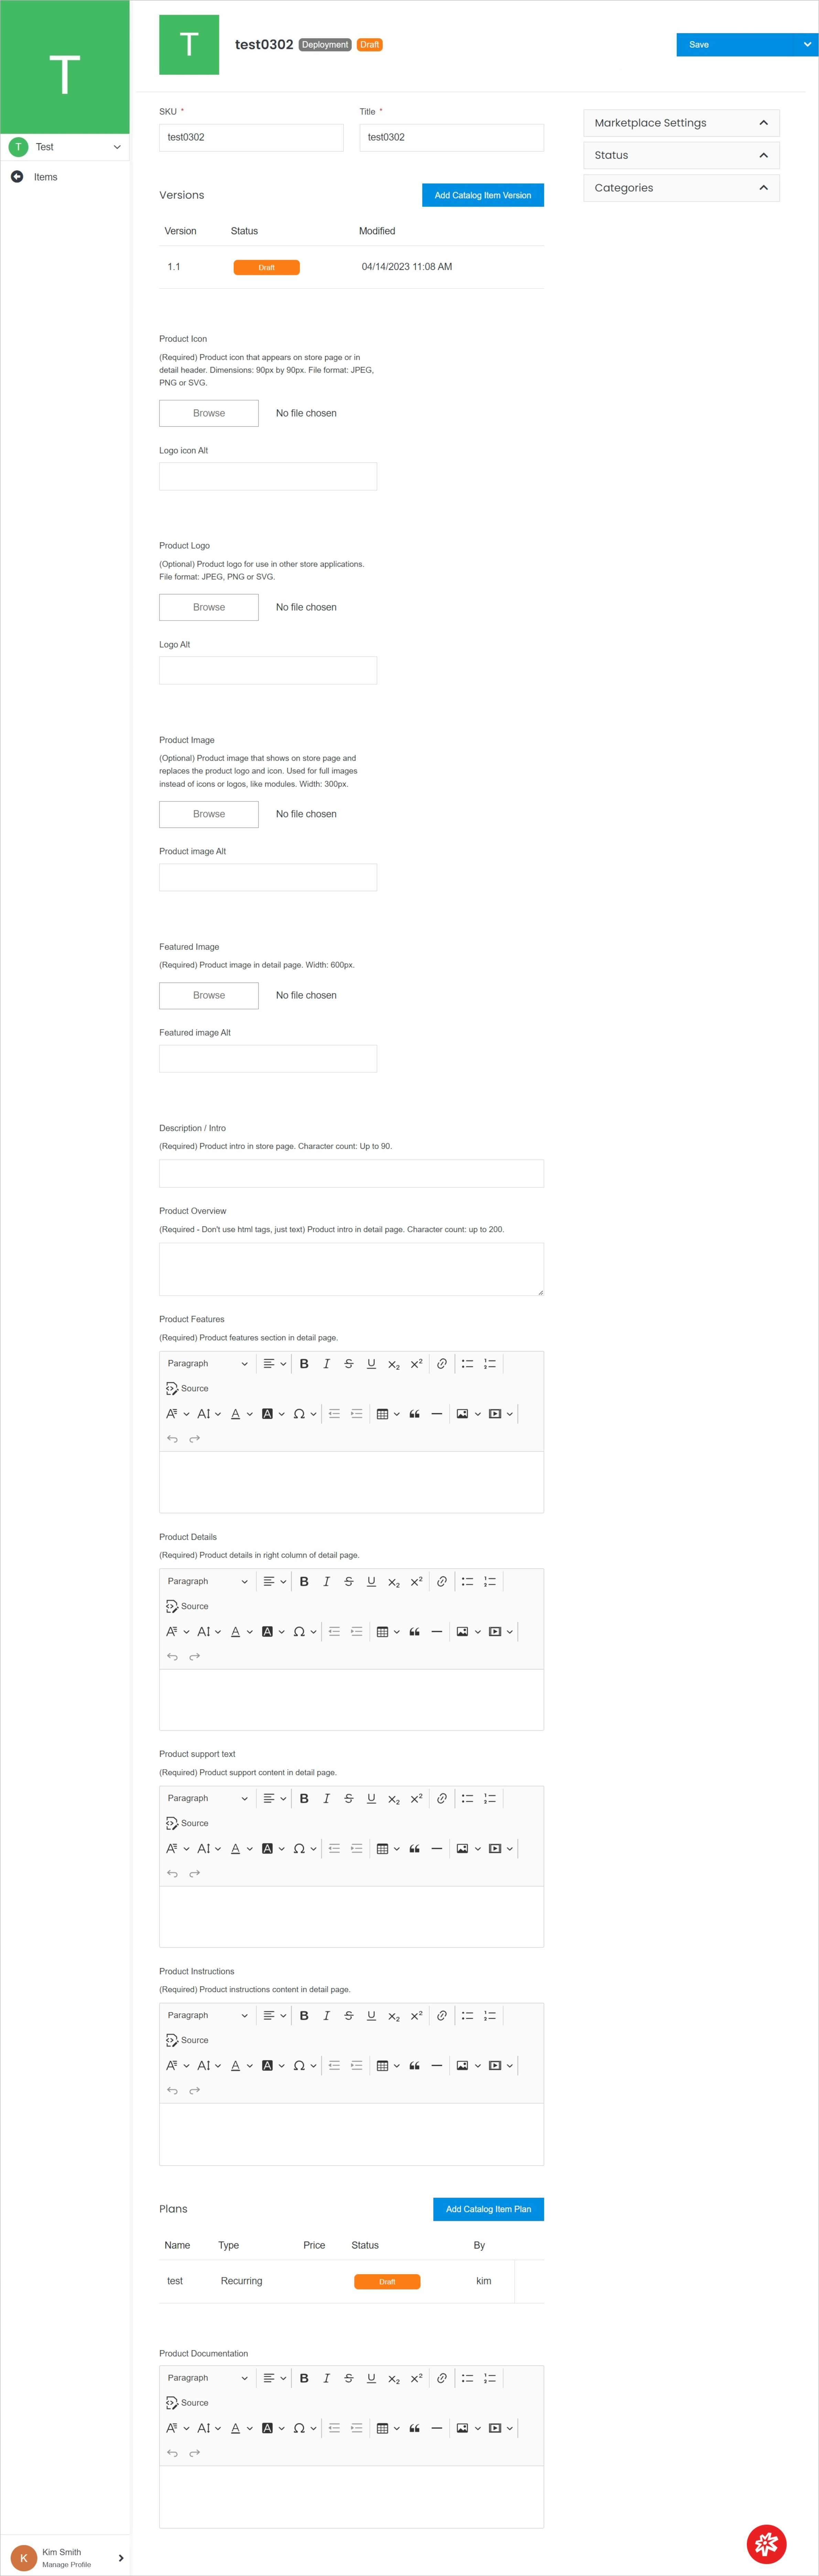 T
T Test
Items
T
test0302 Deployment Draft
Save
SKU *
Title *
test0302
test0302
Marketplace Settings
Status
Categories
Versions
Add Catalog Item Version
Version Status Modified
1.1 Draft 04/14/2023 11:08 AM
Product Icon
(Required) Product icon that appears on store page or in
detail header. Dimensions: 90px by 90px. File format: JPEG,
PNG or SVG.
Browse No file chosen
Logo icon Alt
Product Logo
(Optional) Product logo for use in other store applications.
File format: JPEG, PNG or SVG.
Browse No file chosen
Logo Alt
Product Image
(Optional) Product image that shows on store page and
replaces the product logo and icon. Used for full images
instead of icons or logos, like modules. Width: 300px.
Browse No file chosen
Product image Alt
Featured Image
(Required) Product image in detail page. Width: 600px.
Browse No file chosen
Featured image Alt
Description / Intro
(Required) Product intro in store page. Character count: Up to 90.
Product Overview
(Required - Don't use html tags, just text) Product intro in detail page. Character count: up to 200.
Product Features
(Required) Product features section in detail page.
Paragraph
Source
Product Details
(Required) Product details in right column of detail page.
Paragraph
Source
Product support text
(Required) Product support content in detail page.
Paragraph
Source
Product Instructions
(Required) Product instructions content in detail page.
Paragraph
Source
Plans
Add Catalog Item Plan
Name Type Price Status By
test Recurring Draft kim
Product Documentation
Paragraph
Source
K Kim Smith
Manage Profile